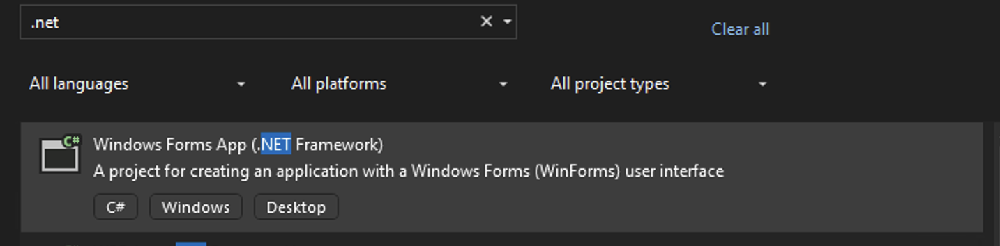 .net
Clear all
All languages All platforms All project types
C#
Windows Forms App (.NET Framework)
A project for creating an application with a Windows Forms (WinForms) user interface
C# Windows Desktop